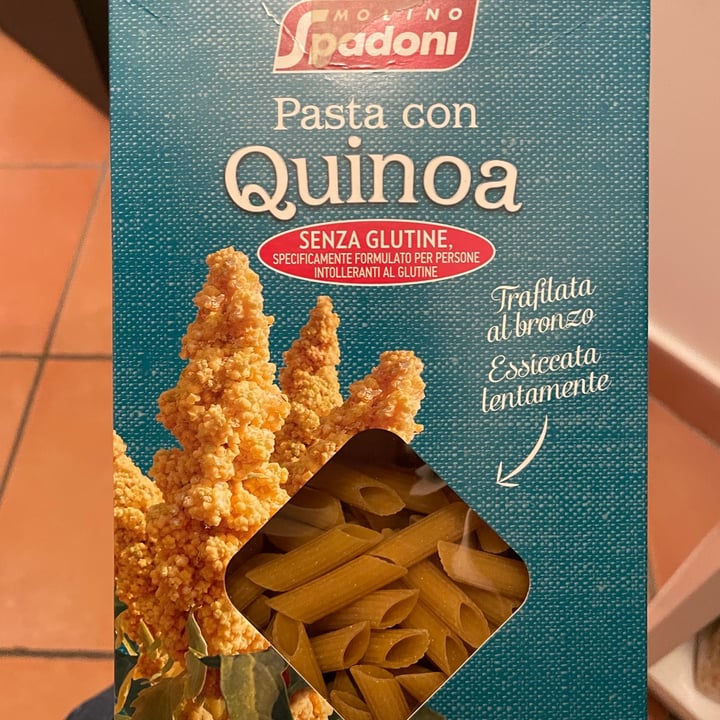 MOLINO
Spadoni
Pasta con
Quinoa
SENZA GLUTINE,
SPECIFICAMENTE FORMULATO PER PERSONE
INTOLLERANTI AL GLUTINE
Trafilata
al bronzo
Essiccata
lentamente